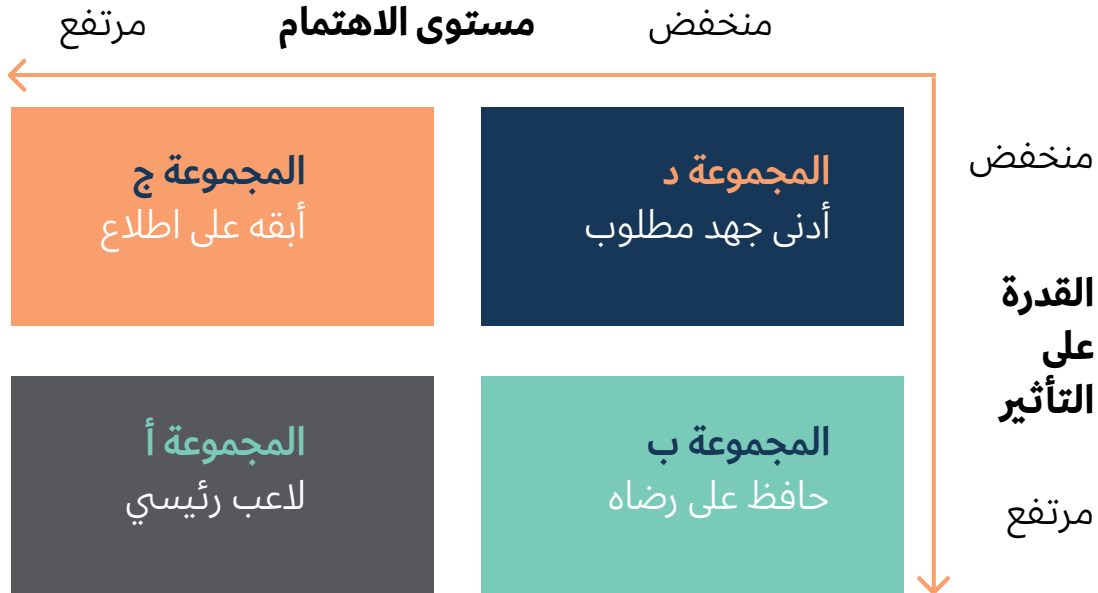 منخفض
مستوى الاهتمام
مرتفع
منخفض
القدرة
على
التأثير
مرتفع
المجموعة د
أدنى جهد مطلوب
المجموعة ج
أبقه على اطلاع
المجموعة ب
حافظ على رضاه
المجموعة أ
لاعب رئيسي